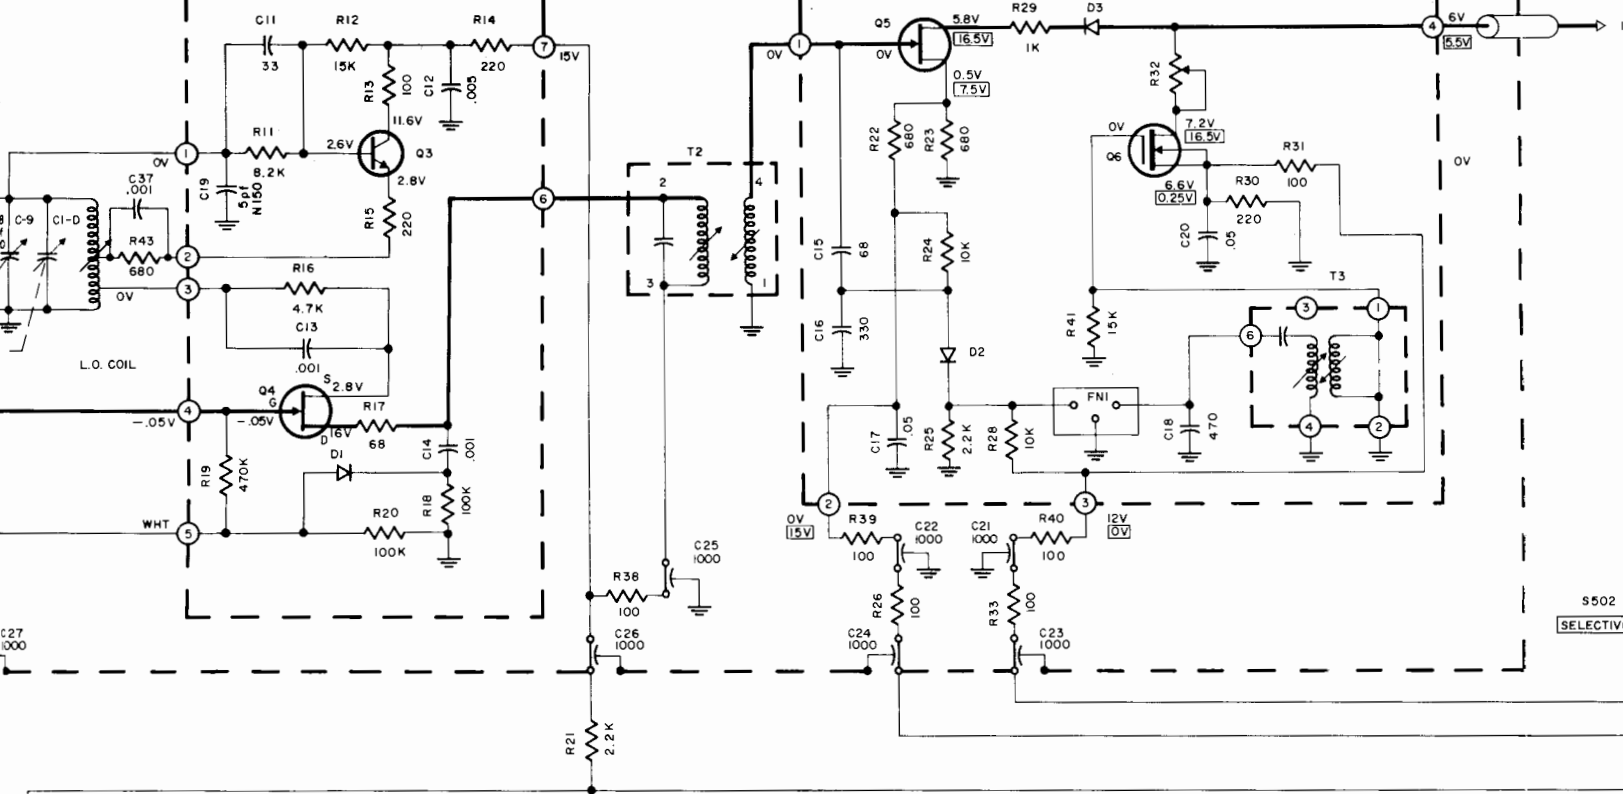 C11
33
R12
15K
R14
220
7
15V
R13
100
C12
.005
11.6V
R11
8.2K
2.6V
Q3
2.8V
1
0V
C19
5pf
N150
R15
220
C37
.001
C-9
C1-D
R43
680
2
3
0V
R16
4.7K
C13
.001
L.O. COIL
Q4
G
S
2.8V
D
16V
4
-.05V
-.05V
R17
68
C14
.001
D1
R19
470K
R18
100K
WHT
5
R20
100K
6
T2
2
4
3
1
C25
1000
R38
100
C27
1000
C26
1000
R21
2.2K
1
0V
Q5
0V
5.8V
16.5V
0.5V
7.5V
R29
1K
D3
4
6V
5.5V
R32
R22
680
R23
680
0V
7.2V
16.5V
Q6
6.6V
0.25V
R31
100
0V
R30
220
C20
.05
C15
68
R24
10K
C16
330
D2
R41
15K
T3
3
1
6
4
2
FN1
C17
.05
R25
2.2K
R28
10K
C18
470
2
0V
15V
R39
100
C22
1000
C21
1000
R40
100
3
12V
0V
R26
100
R33
100
C24
1000
C23
1000
S502